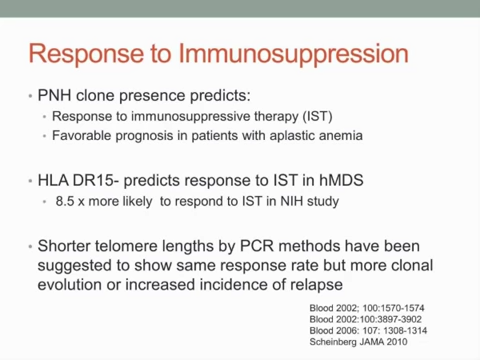 Response to Immunosuppression
• PNH clone presence predicts:
• Response to immunosuppressive therapy (IST)
• Favorable prognosis in patients with aplastic anemia
• HLA DR15- predicts response to IST in hMDS
• 8.5 x more likely to respond to IST in NIH study
• Shorter telomere lengths by PCR methods have been
suggested to show same response rate but more clonal
evolution or increased incidence of relapse
Blood 2002; 100:1570-1574
Blood 2002:100:3897-3902
Blood 2006: 107: 1308-1314
Scheinberg JAMA 2010